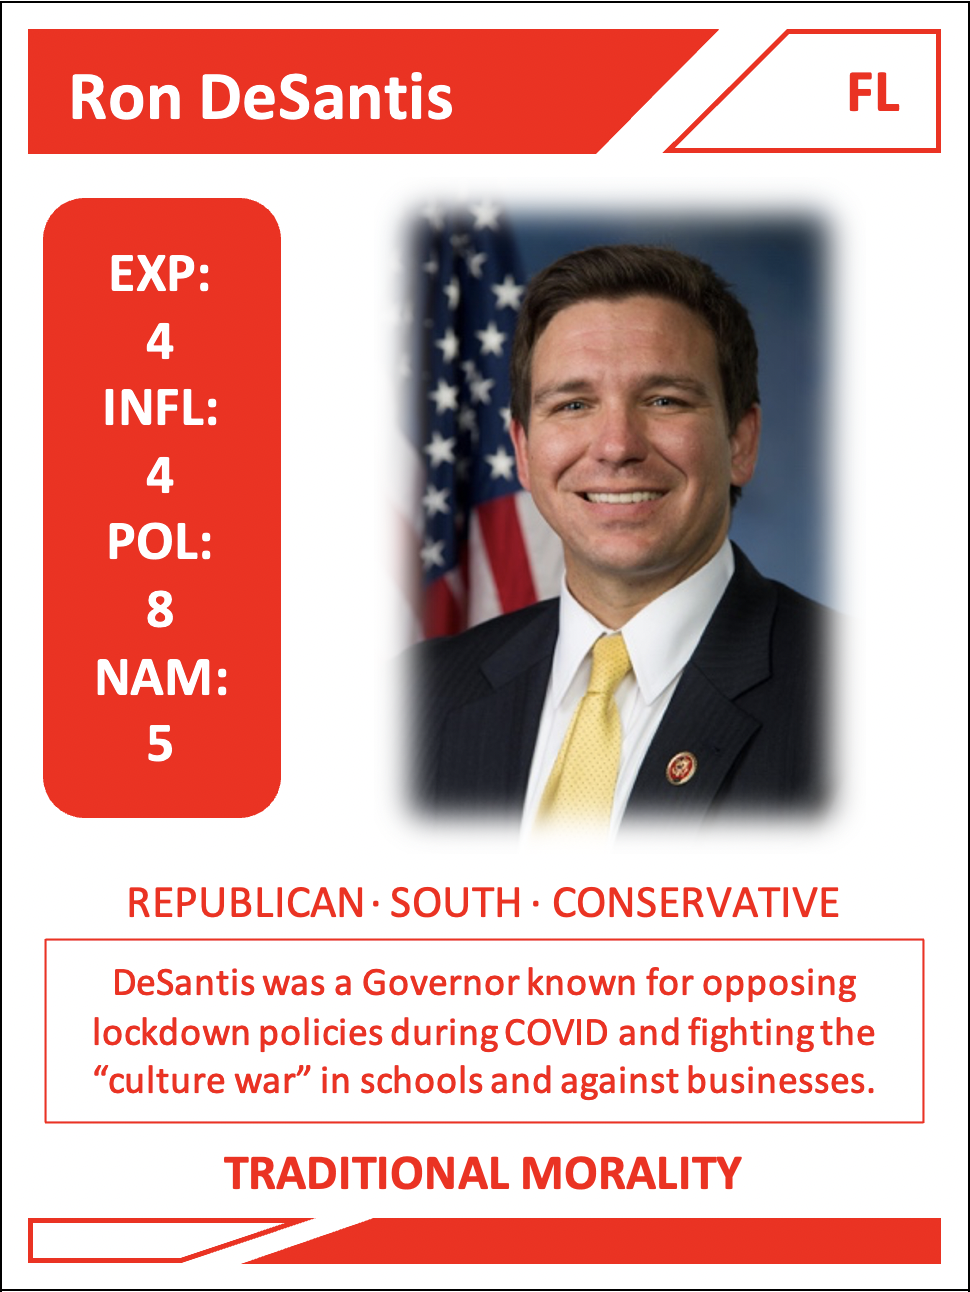 Ron DeSantis
FL
EXP:
4
INFL:
4
POL:
8
NAM:
5
REPUBLICAN · SOUTH · CONSERVATIVE
DeSantis was a Governor known for opposing
lockdown policies during COVID and fighting the
“culture war” in schools and against businesses.
TRADITIONAL MORALITY